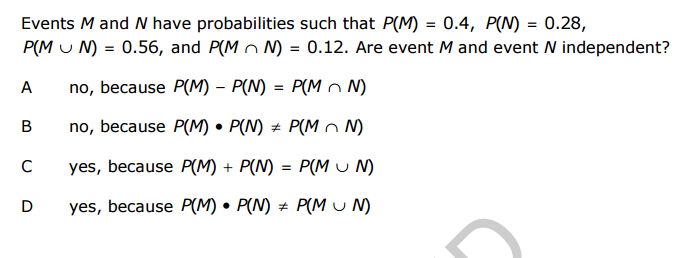 Events M and N have probabilities such that P(M) = 0.4, P(N) = 0.28,
P(M ∪ N) = 0.56, and P(M ∩ N) = 0.12. Are event M and event N independent?
A no, because P(M) – P(N) = P(M ∩ N)
B no, because P(M) • P(N) ≠ P(M ∩ N)
C yes, because P(M) + P(N) = P(M ∪ N)
D yes, because P(M) • P(N) ≠ P(M ∪ N)